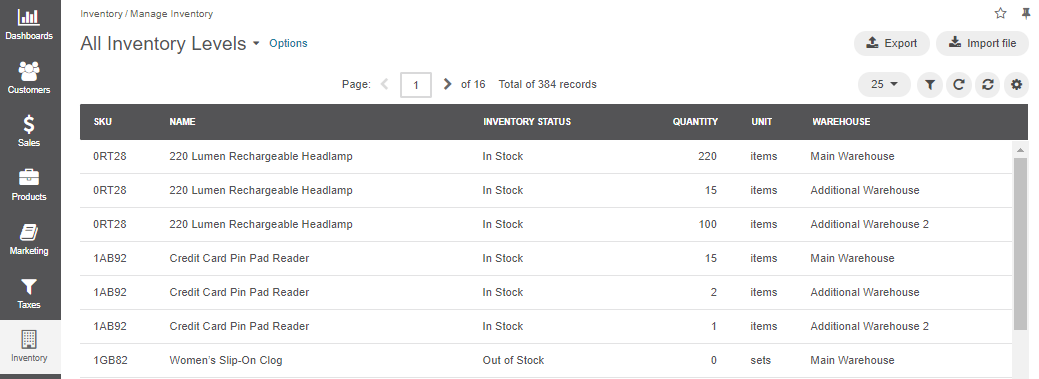 Dashboards
Customers
Sales
Products
Marketing
Taxes
Inventory
Inventory / Manage Inventory
All Inventory Levels Options
Export Import file
Page: 1 of 16 Total of 384 records 25
SKU NAME INVENTORY STATUS QUANTITY UNIT WAREHOUSE
0RT28 220 Lumen Rechargeable Headlamp In Stock 220 items Main Warehouse
0RT28 220 Lumen Rechargeable Headlamp In Stock 15 items Additional Warehouse
0RT28 220 Lumen Rechargeable Headlamp In Stock 100 items Additional Warehouse 2
1AB92 Credit Card Pin Pad Reader In Stock 15 items Main Warehouse
1AB92 Credit Card Pin Pad Reader In Stock 2 items Additional Warehouse
1AB92 Credit Card Pin Pad Reader In Stock 1 items Additional Warehouse 2
1GB82 Women's Slip-On Clog Out of Stock 0 sets Main Warehouse